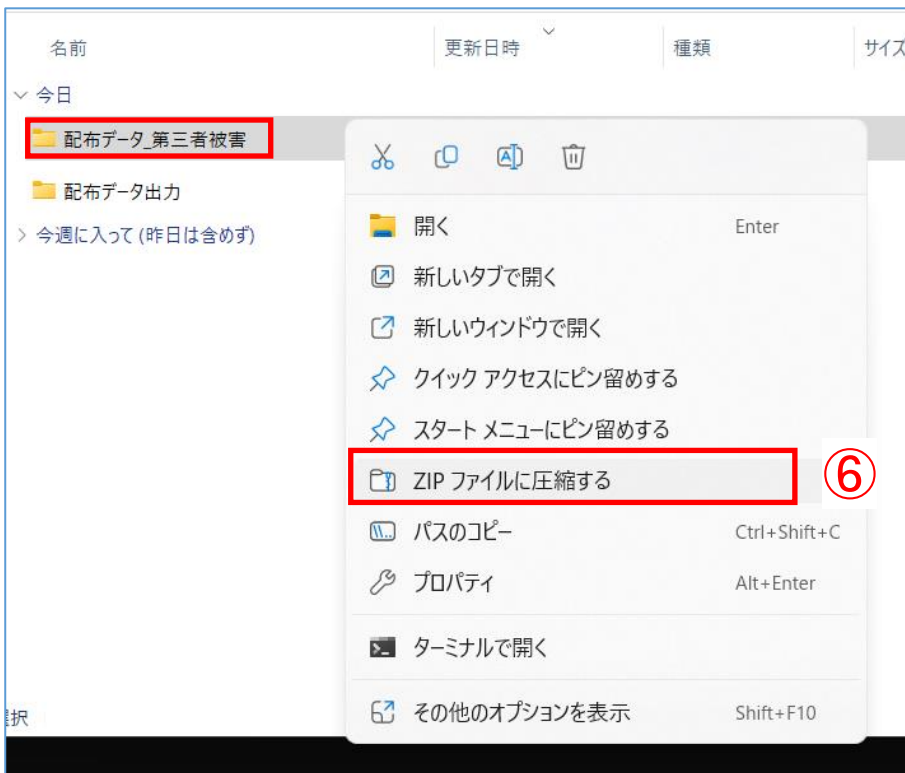 名前 更新日時 種類 サイズ
今日
配布データ_第三者被害
配布データ出力
今週に入って (昨日は含めず)
開く Enter
新しいタブで開く
新しいウィンドウで開く
クイック アクセスにピン留めする
スタート メニューにピン留めする
ZIP ファイルに圧縮する ⑥
パスのコピー Ctrl+Shift+C
プロパティ Alt+Enter
ターミナルで開く
その他のオプションを表示 Shift+F10
択